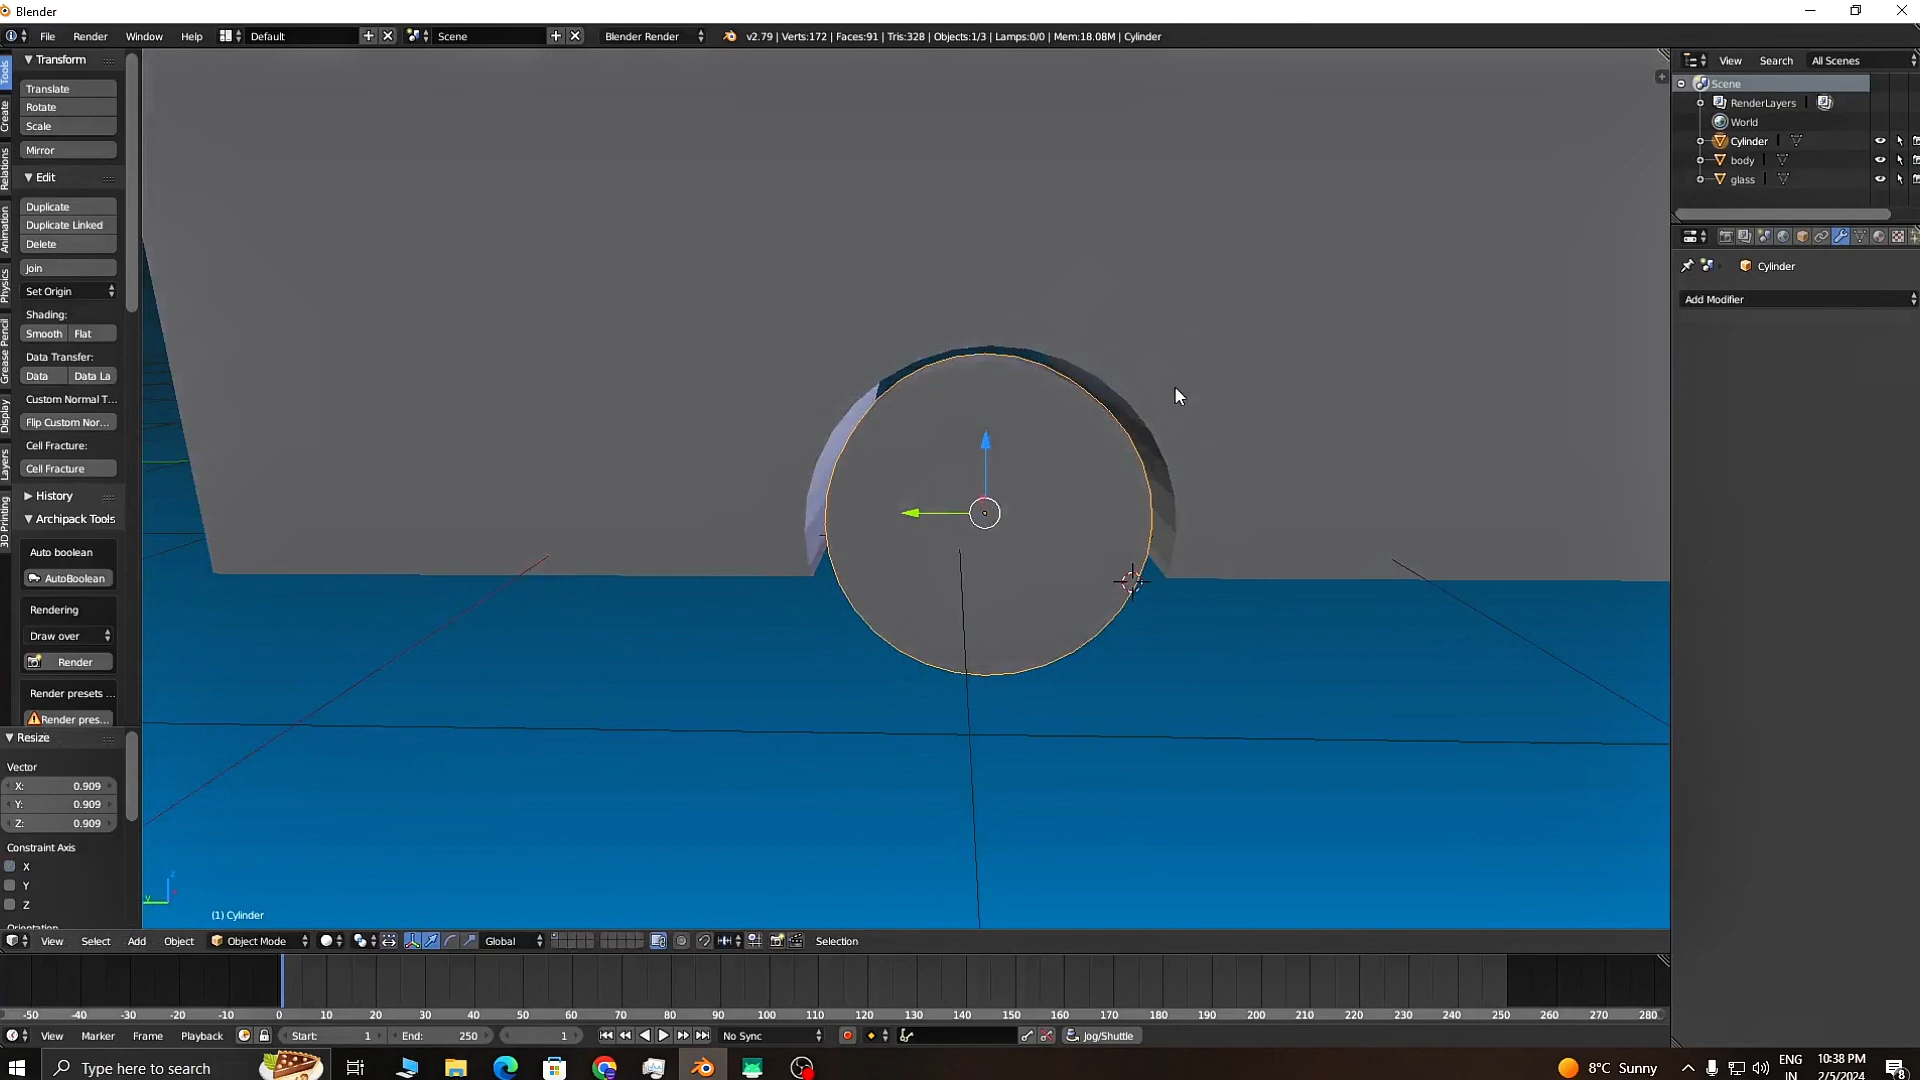 Blender
File Render Window Help Default Scene Blender Render v2.79 | Verts:172 | Faces:91 | Tris:328 | Objects:1/3 | Lamps:0/0 | Mem:18.08M | Cylinder
Tools
Create
Relations
Animation
Physics
Grease Pencil
Display
Layers
3D Printing
Transform
Translate
Rotate
Scale
Mirror
Edit
Duplicate
Duplicate Linked
Delete
Join
Set Origin
Shading:
Smooth Flat
Data Transfer:
Data Data La
Custom Normal T...
Flip Custom Nor...
Cell Fracture:
Cell Fracture
History
Archipack Tools
Auto boolean
AutoBoolean
Rendering
Draw over
Render
Render presets ...
Render pres...
Resize
Vector
X: 0.909
Y: 0.909
Z: 0.909
Constraint Axis
X
Y
Z
z
y
(1) Cylinder
View Search All Scenes
Scene
RenderLayers
World
Cylinder
body
glass
Cylinder
Add Modifier
View Select Add Object Object Mode Global Selection
-50 -40 -30 -20 -10 0 10 20 30 40 50 60 70 80 90 100 110 120 130 140 150 160 170 180 190 200 210 220 230 240 250 260 270 280
View Marker Frame Playback Start: 1 End: 250 1 No Sync Jog/Shuttle
Type here to search 8°C Sunny ENG 10:38 PM
IN 2/5/2024 8